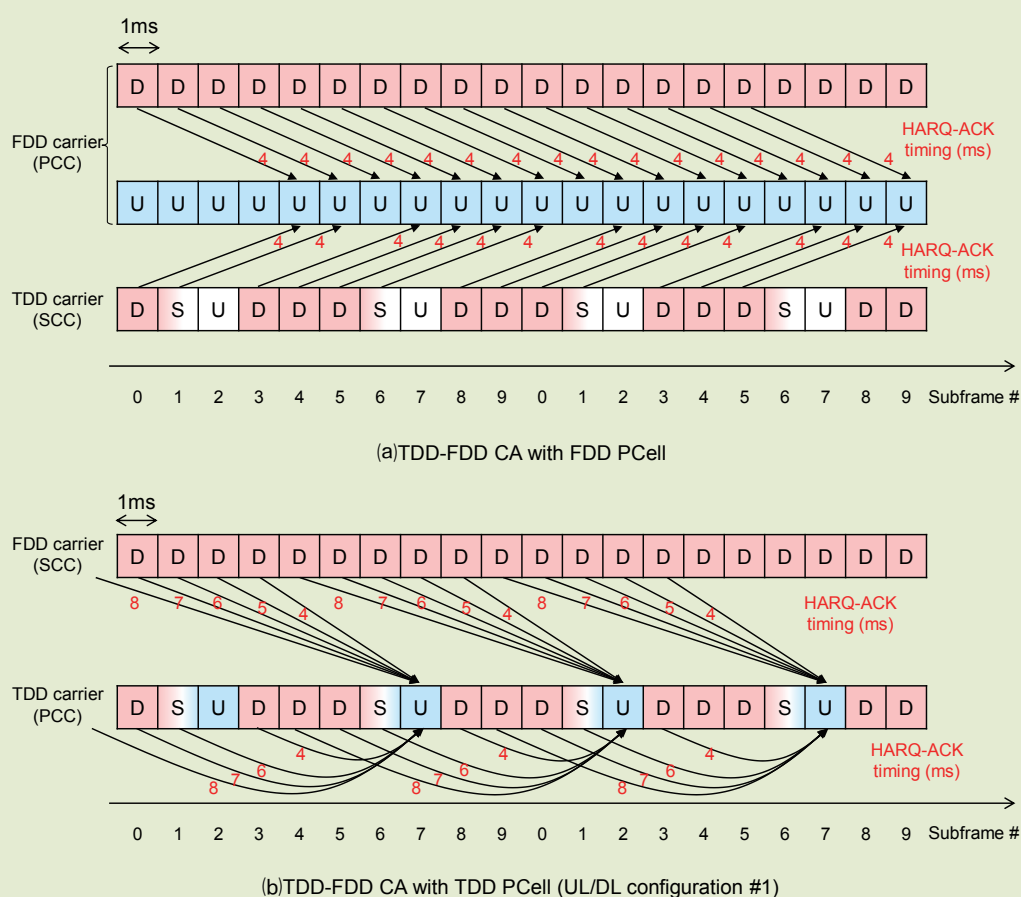 1ms
D D D D D D D D D D D D D D D D D D D D
FDD carrier
(PCC)
HARQ-ACK
timing (ms)
4 4 4 4 4 4 4 4 4 4 4 4 4 4 4 4
U U U U U U U U U U U U U U U U U U U U
4 4 4 4 4 4 4 4 4 4 4 4 4
HARQ-ACK
timing (ms)
TDD carrier
(SCC)
D S U D D D S U D D D S U D D D S U D D
0 1 2 3 4 5 6 7 8 9 0 1 2 3 4 5 6 7 8 9 Subframe #
(a)TDD-FDD CA with FDD PCell
1ms
FDD carrier
(SCC)
D D D D D D D D D D D D D D D D D D D D
8 7 6 5 4 8 7 6 5 4 8 7 6 5 4
HARQ-ACK
timing (ms)
TDD carrier
(PCC)
D S U D D D S U D D D S U D D D S U D D
4 4 4
HARQ-ACK
timing (ms)
8 7 6 8 7 6 8 7 6
0 1 2 3 4 5 6 7 8 9 0 1 2 3 4 5 6 7 8 9 Subframe #
(b)TDD-FDD CA with TDD PCell (UL/DL configuration #1)